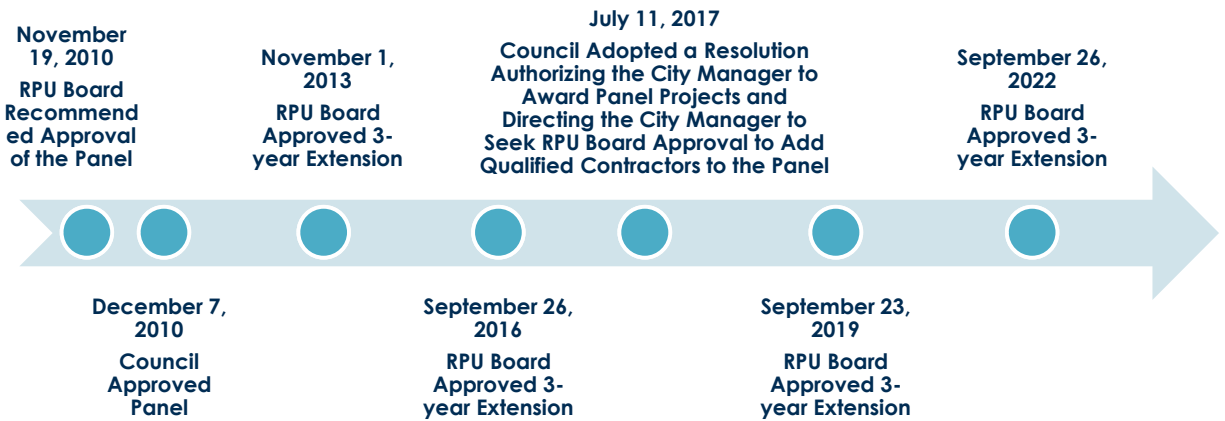 November
19, 2010
RPU Board
Recommend
ed Approval
of the Panel
December 7,
2010
Council
Approved
Panel
November 1,
2013
RPU Board
Approved 3-
year Extension
September 26,
2016
RPU Board
Approved 3-
year Extension
July 11, 2017
Council Adopted a Resolution
Authorizing the City Manager to
Award Panel Projects and
Directing the City Manager to
Seek RPU Board Approval to Add
Qualified Contractors to the Panel
September 23,
2019
RPU Board
Approved 3-
year Extension
September 26,
2022
RPU Board
Approved 3-
year Extension